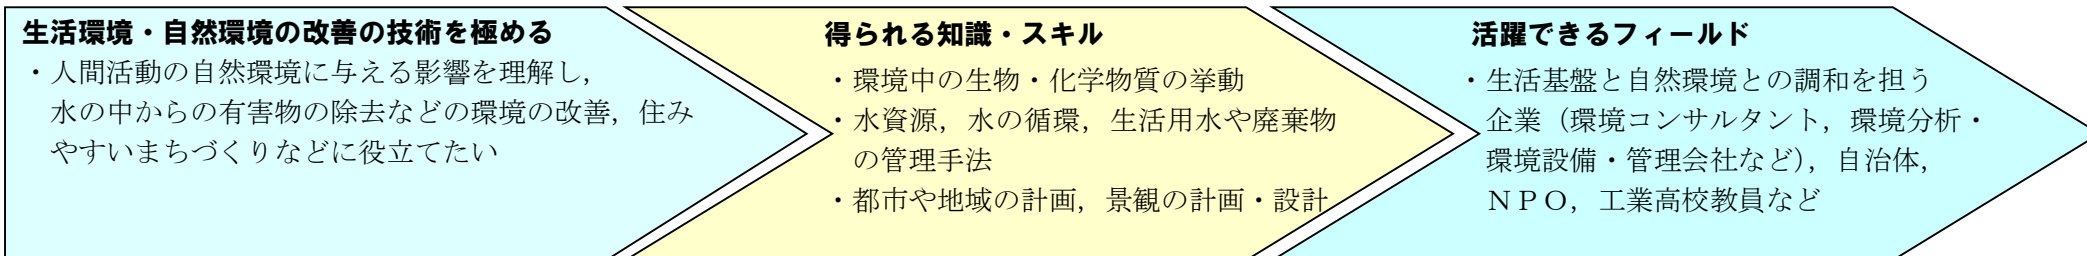 生活環境・自然環境の改善の技術を極める
・人間活動の自然環境に与える影響を理解し，
水の中からの有害物の除去などの環境の改善，住み
やすいまちづくりなどに役立てたい
得られる知識・スキル
・環境中の生物・化学物質の挙動
・水資源，水の循環，生活用水や廃棄物
の管理手法
・都市や地域の計画，景観の計画・設計
活躍できるフィールド
・生活基盤と自然環境との調和を担う
企業（環境コンサルタント，環境分析・
環境設備・管理会社など），自治体，
ＮＰＯ，工業高校教員など